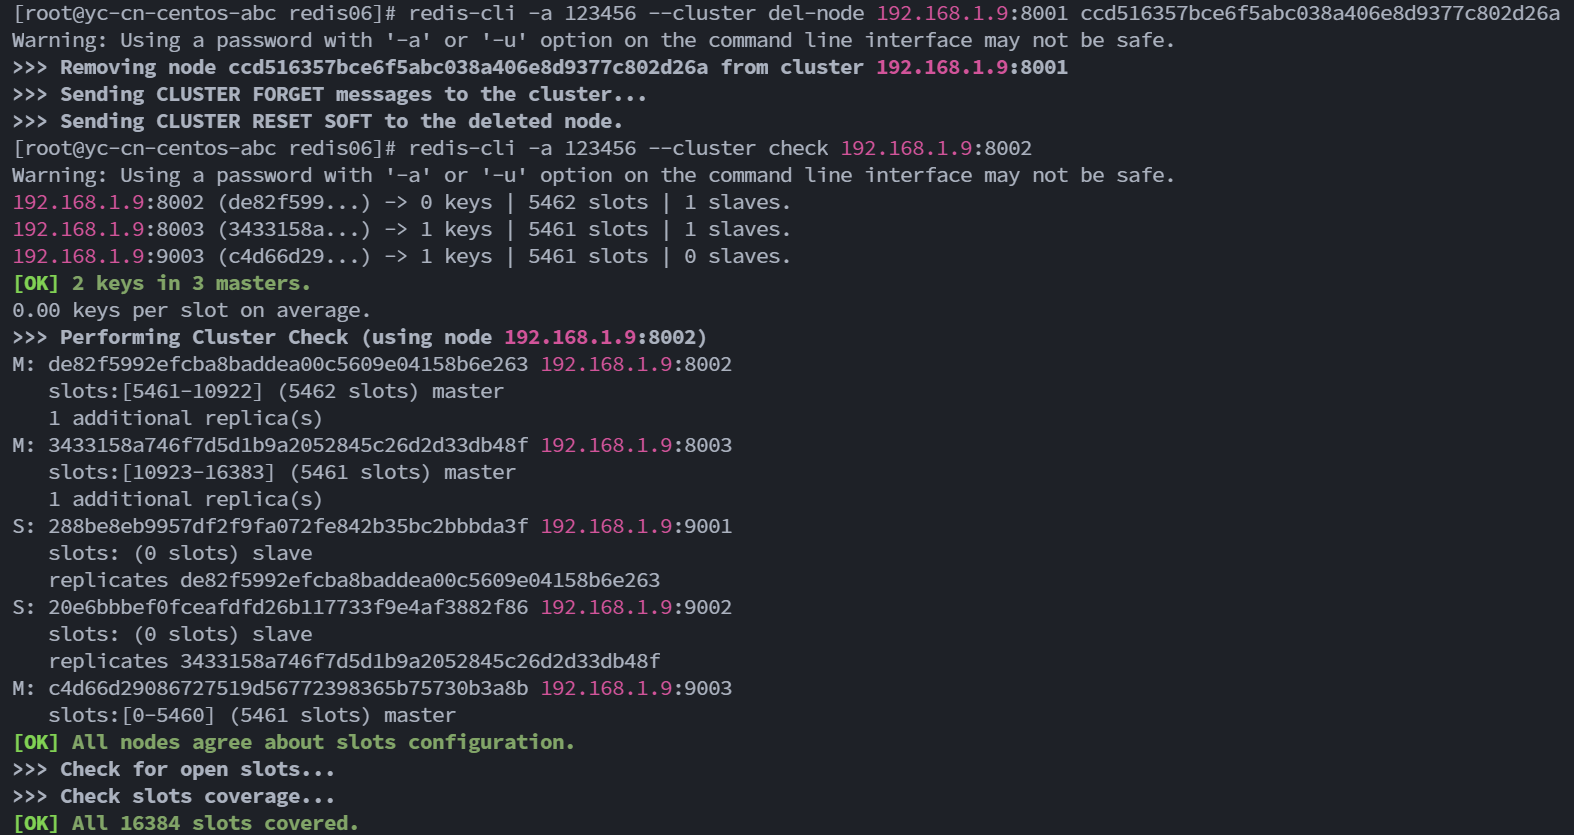 [root@yc-cn-centos-abc redis06]# redis-cli -a 123456 --cluster del-node 192.168.1.9:8001 ccd516357bce6f5abc038a406e8d9377c802d26a
Warning: Using a password with '-a' or '-u' option on the command line interface may not be safe.
>>> Removing node ccd516357bce6f5abc038a406e8d9377c802d26a from cluster 192.168.1.9:8001
>>> Sending CLUSTER FORGET messages to the cluster...
>>> Sending CLUSTER RESET SOFT to the deleted node.
[root@yc-cn-centos-abc redis06]# redis-cli -a 123456 --cluster check 192.168.1.9:8002
Warning: Using a password with '-a' or '-u' option on the command line interface may not be safe.
192.168.1.9:8002 (de82f599...) -> 0 keys | 5462 slots | 1 slaves.
192.168.1.9:8003 (3433158a...) -> 1 keys | 5461 slots | 1 slaves.
192.168.1.9:9003 (c4d66d29...) -> 1 keys | 5461 slots | 0 slaves.
[OK] 2 keys in 3 masters.
0.00 keys per slot on average.
>>> Performing Cluster Check (using node 192.168.1.9:8002)
M: de82f5992efcba8baddea00c5609e04158b6e263 192.168.1.9:8002
   slots:[5461-10922] (5462 slots) master
   1 additional replica(s)
M: 3433158a746f7d5d1b9a2052845c26d2d33db48f 192.168.1.9:8003
   slots:[10923-16383] (5461 slots) master
   1 additional replica(s)
S: 288be8eb9957df2f9fa072fe842b35bc2bbbda3f 192.168.1.9:9001
   slots: (0 slots) slave
   replicates de82f5992efcba8baddea00c5609e04158b6e263
S: 20e6bbbef0fceafdfd26b117733f9e4af3882f86 192.168.1.9:9002
   slots: (0 slots) slave
   replicates 3433158a746f7d5d1b9a2052845c26d2d33db48f
M: c4d66d29086727519d56772398365b75730b3a8b 192.168.1.9:9003
   slots:[0-5460] (5461 slots) master
[OK] All nodes agree about slots configuration.
>>> Check for open slots...
>>> Check slots coverage...
[OK] All 16384 slots covered.